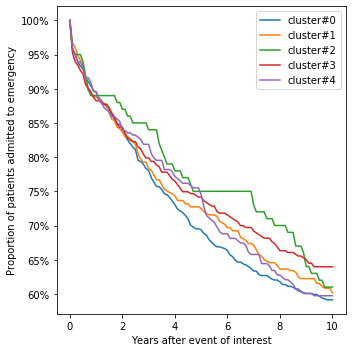 cluster#0
cluster#1
cluster#2
cluster#3
cluster#4
Proportion of patients admitted to emergency
100%
95%
90%
85%
80%
75%
70%
65%
60%
0
2
4
6
8
10
Years after event of interest